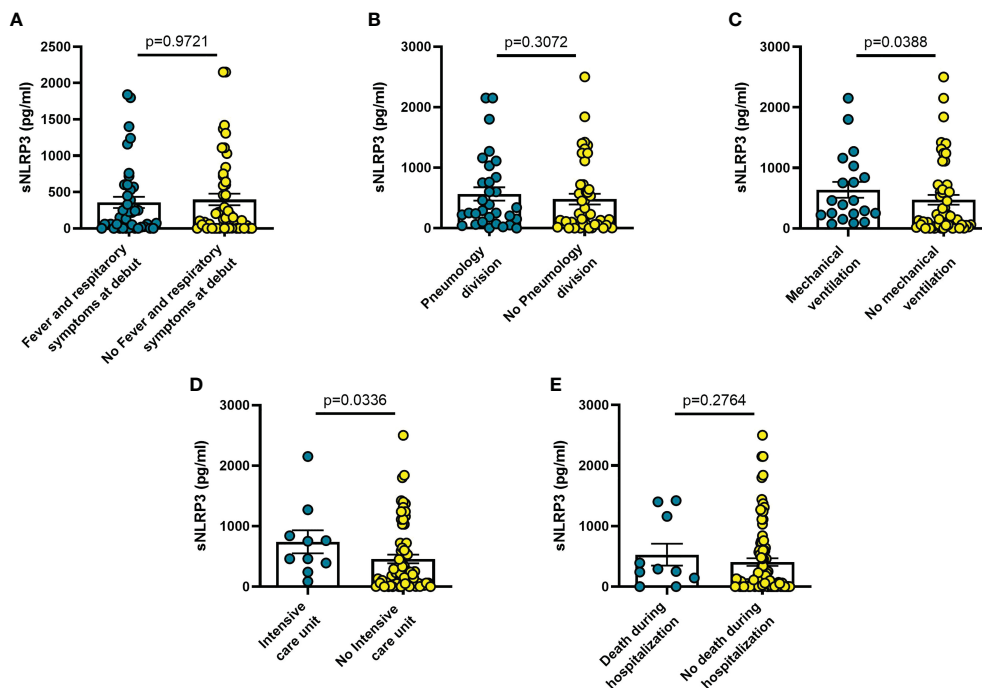 A
p=0.9721
sNLRP3 (pg/ml)
2500
2000
1500
1000
500
0
Fever and respitarory
symptoms at debut
No Fever and respiratory
symptoms at debut
B
p=0.3072
sNLRP3 (pg/ml)
3000
2000
1000
0
Pneumology
division
No Pneumology
division
C
p=0.0388
sNLRP3 (pg/ml)
3000
2000
1000
0
Mechanical
ventilation
No mechanical
ventilation
D
p=0.0336
sNLRP3 (pg/ml)
3000
2000
1000
0
Intensive
care unit
No Intensive
care unit
E
p=0.2764
sNLRP3 (pg/ml)
3000
2000
1000
0
Death during
hospitalization
No death during
hospitalization